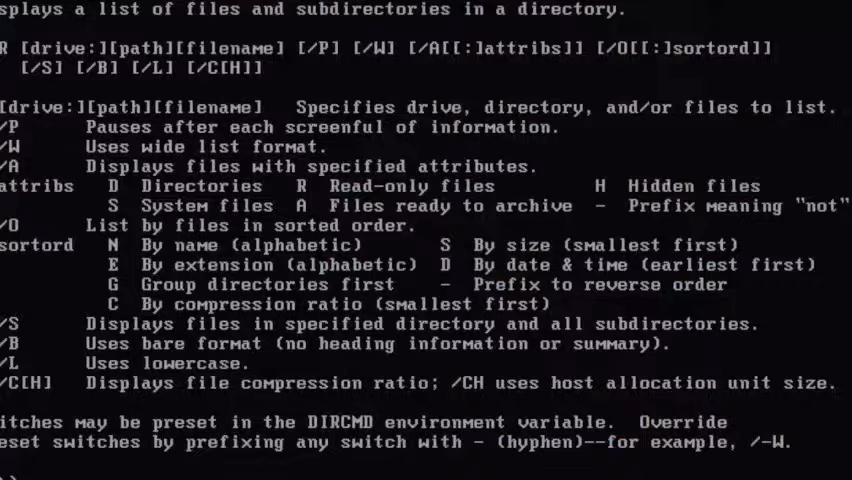 splays a list of files and subdirectories in a directory.
R [drive:][path][filename] [/P] [/W] [/A[[:]attribs]] [/O[[:]sortord]]
[/S] [/B] [/L] [/C[H]]
[drive:][path][filename] Specifies drive, directory, and/or files to list.
/P Pauses after each screenful of information.
/W Uses wide list format.
/A Displays files with specified attributes.
attribs D Directories R Read-only files H Hidden files
S System files A Files ready to archive - Prefix meaning "not"
/O List by files in sorted order.
sortord N By name (alphabetic) S By size (smallest first)
E By extension (alphabetic) D By date & time (earliest first)
G Group directories first - Prefix to reverse order
C By compression ratio (smallest first)
/S Displays files in specified directory and all subdirectories.
/B Uses bare format (no heading information or summary).
/L Uses lowercase.
/C[H] Displays file compression ratio; /CH uses host allocation unit size.
itches may be preset in the DIRCMD environment variable. Override
eset switches by prefixing any switch with - (hyphen)--for example, /-W.